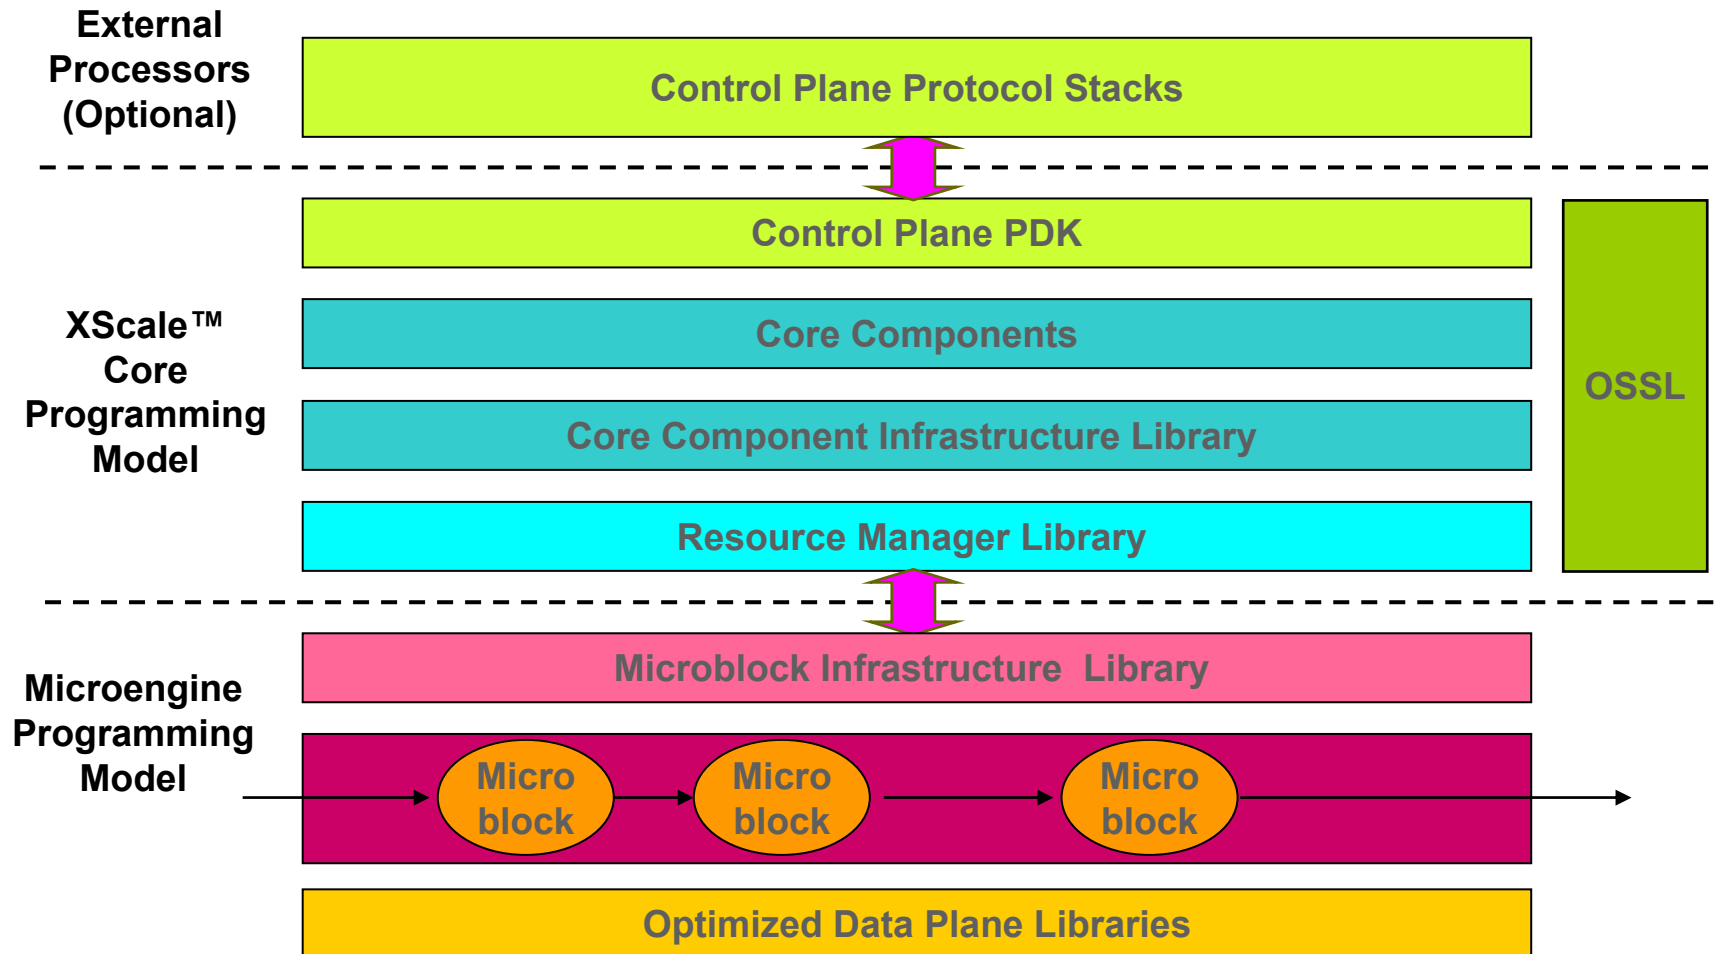 External
Processors
(Optional)
Control Plane Protocol Stacks
Control Plane PDK
XScale™
Core
Programming
Model
Core Components
OSSL
Core Component Infrastructure Library
Resource Manager Library
Microblock Infrastructure Library
Microengine
Programming
Model
Micro
block
Micro
block
Micro
block
Optimized Data Plane Libraries